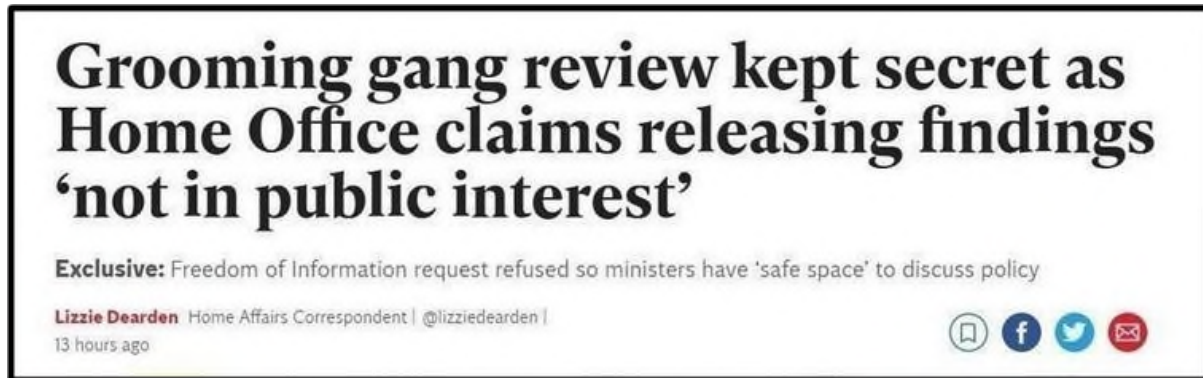 Grooming gang review kept secret as
Home Office claims releasing findings
‘not in public interest’
Exclusive: Freedom of Information request refused so ministers have ‘safe space’ to discuss policy
Lizzie Dearden Home Affairs Correspondent | @lizziedearden |
13 hours ago